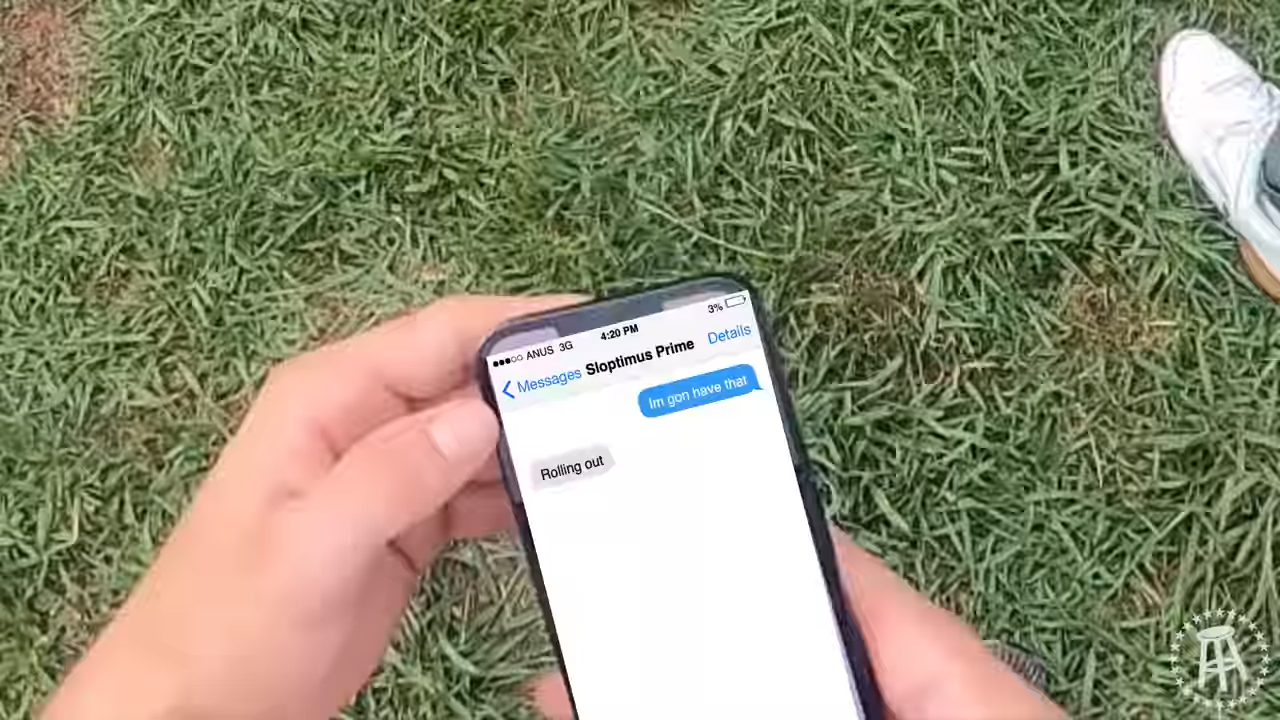 ANUS 3G 4:20 PM 3%
Messages Sloptimus Prime Details
Im gon have that
Rolling out